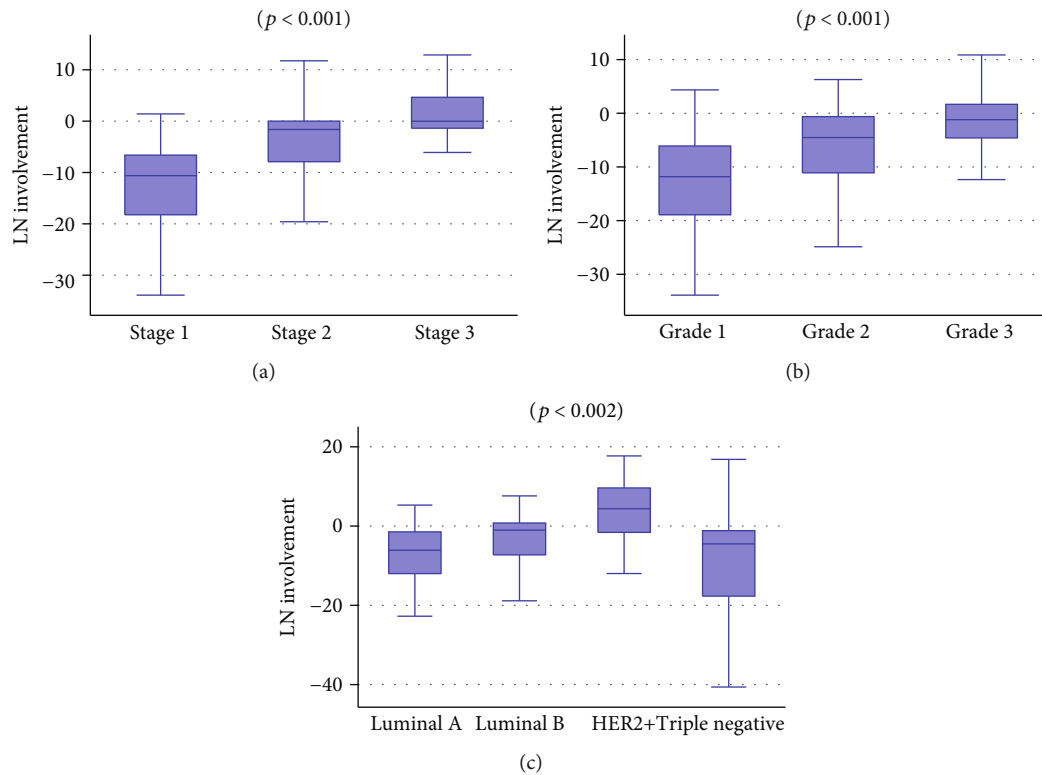 (p < 0.001)
10
0
−10
−20
−30
LN involvement
Stage 1 Stage 2 Stage 3
(a)
(p < 0.001)
10
0
−10
−20
−30
LN involvement
Grade 1 Grade 2 Grade 3
(b)
(p < 0.002)
20
0
−20
−40
LN involvement
Luminal A Luminal B HER2+Triple negative
(c)